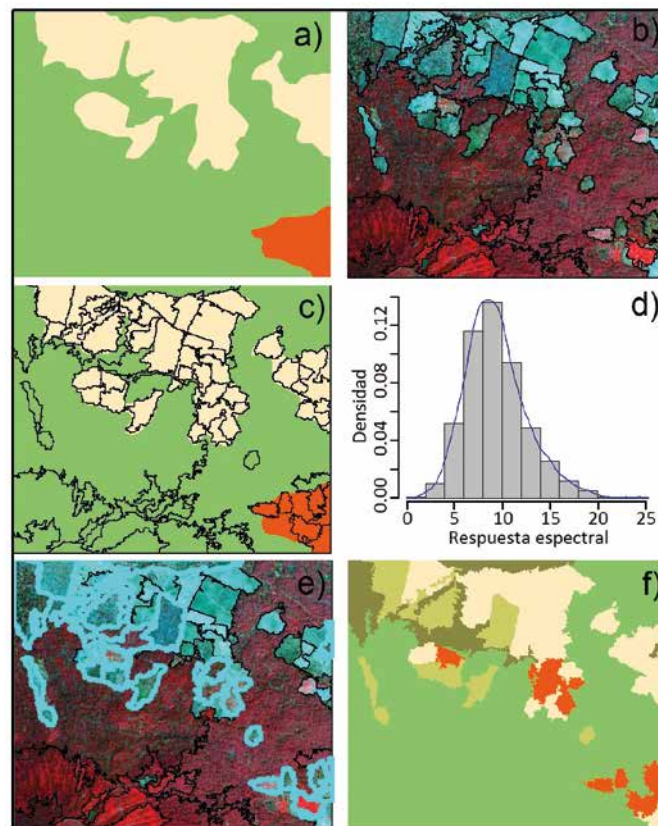 a)
b)
c)
d)
0.12
0.08
0.04
0.00
Densidad
0 5 10 15 20 25
Respuesta espectral
e)
f)